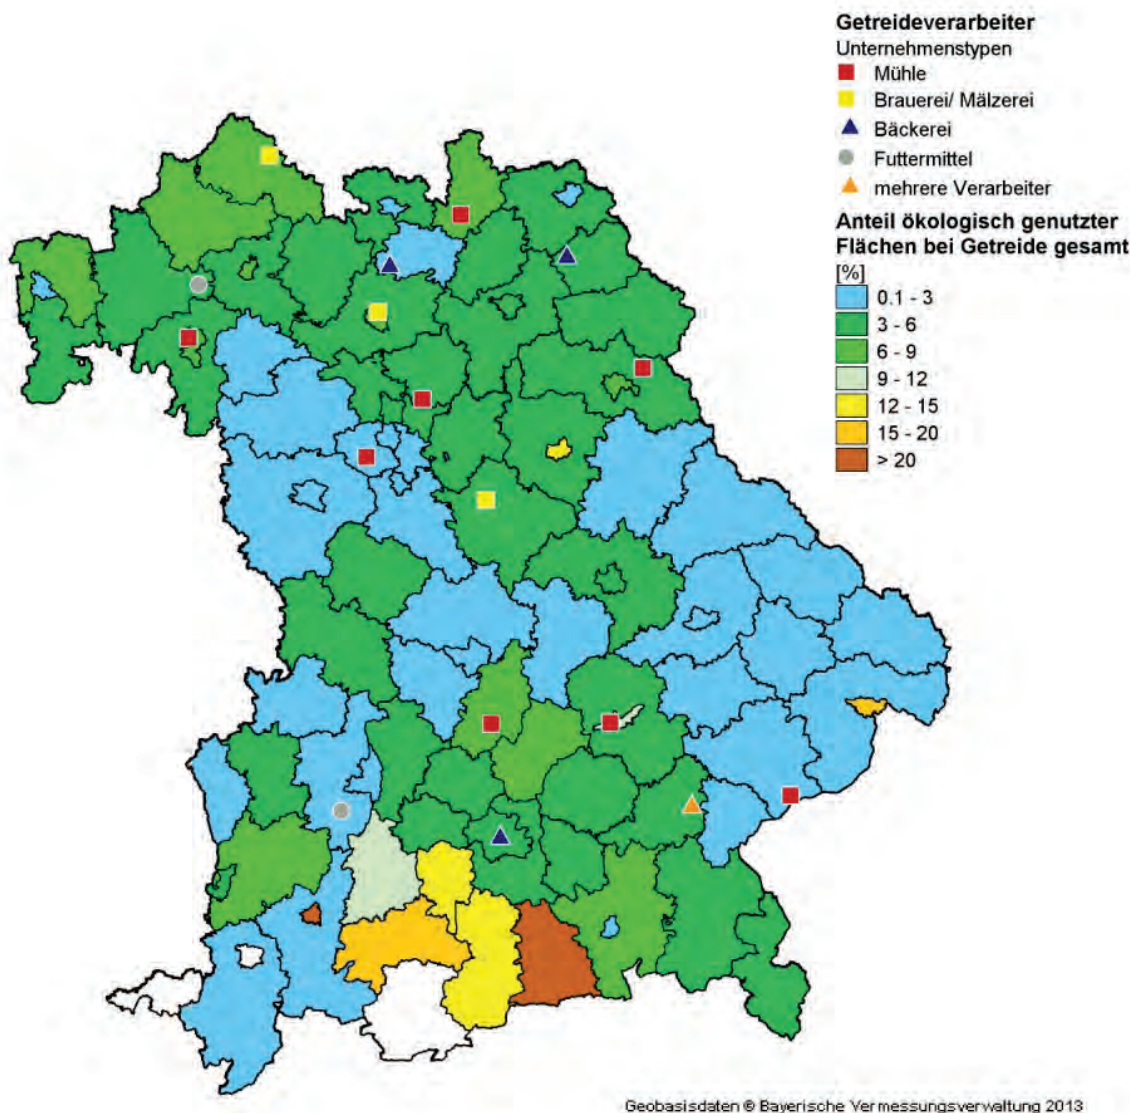 Getreideverarbeiter
Unternehmenstypen
Mühle
Brauerei/ Mälzerei
Bäckerei
Futtermittel
mehrere Verarbeiter
Anteil ökologisch genutzter
Flächen bei Getreide gesamt
[%]
0.1 - 3
3 - 6
6 - 9
9 - 12
12 - 15
15 - 20
> 20
Geobasisdaten © Bayerische Vermessungsverwaltung 2013